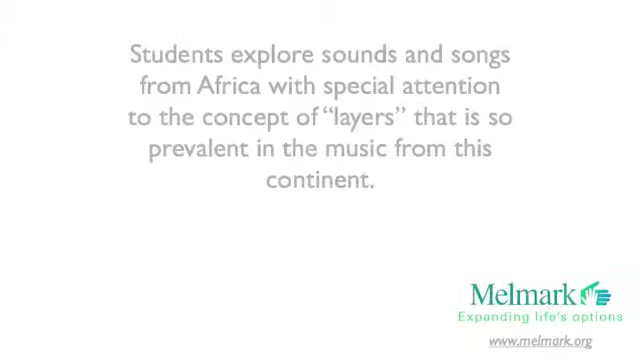 Students explore sounds and songs
from Africa with special attention
to the concept of “layers” that is so
prevalent in the music from this
continent.
Melmark
Expanding life's options
www.melmark.org